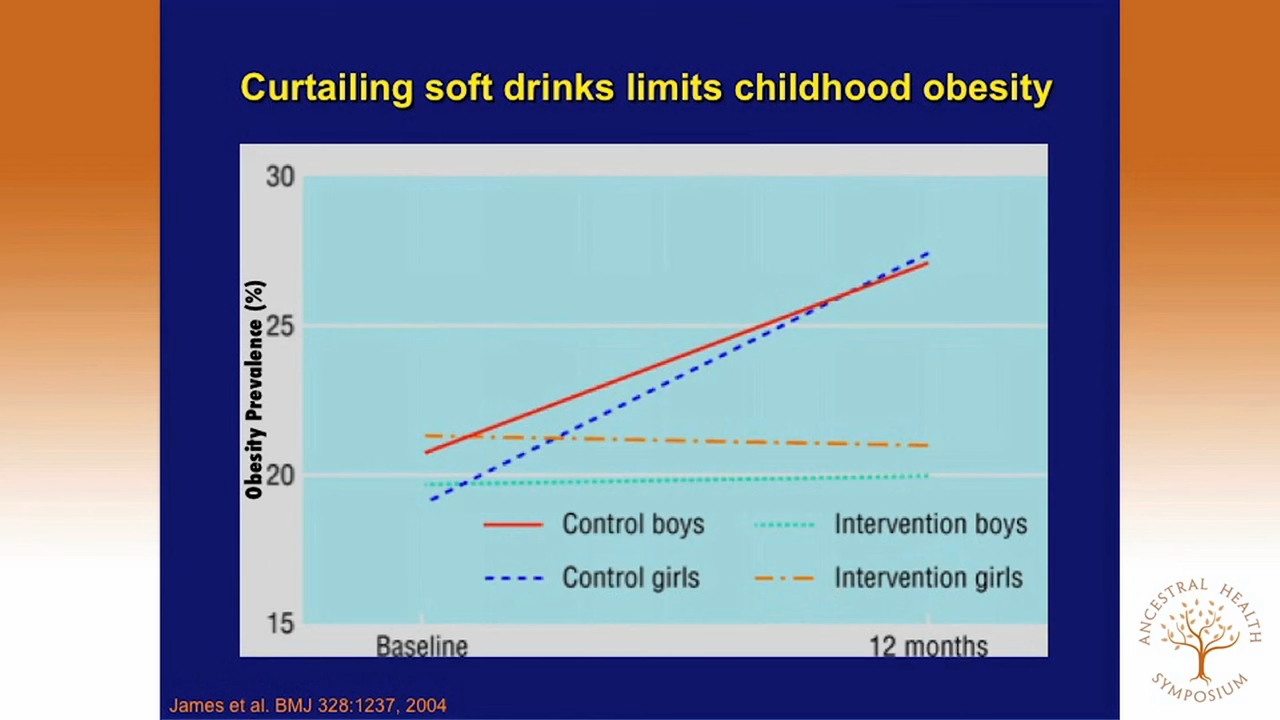 Curtailing soft drinks limits childhood obesity
30
25
20
15
Obesity Prevalence (%)
Control boys
Intervention boys
Control girls
Intervention girls
Baseline
12 months
James et al. BMJ 328:1237, 2004
ANCESTRAL HEALTH
SYMPOSIUM